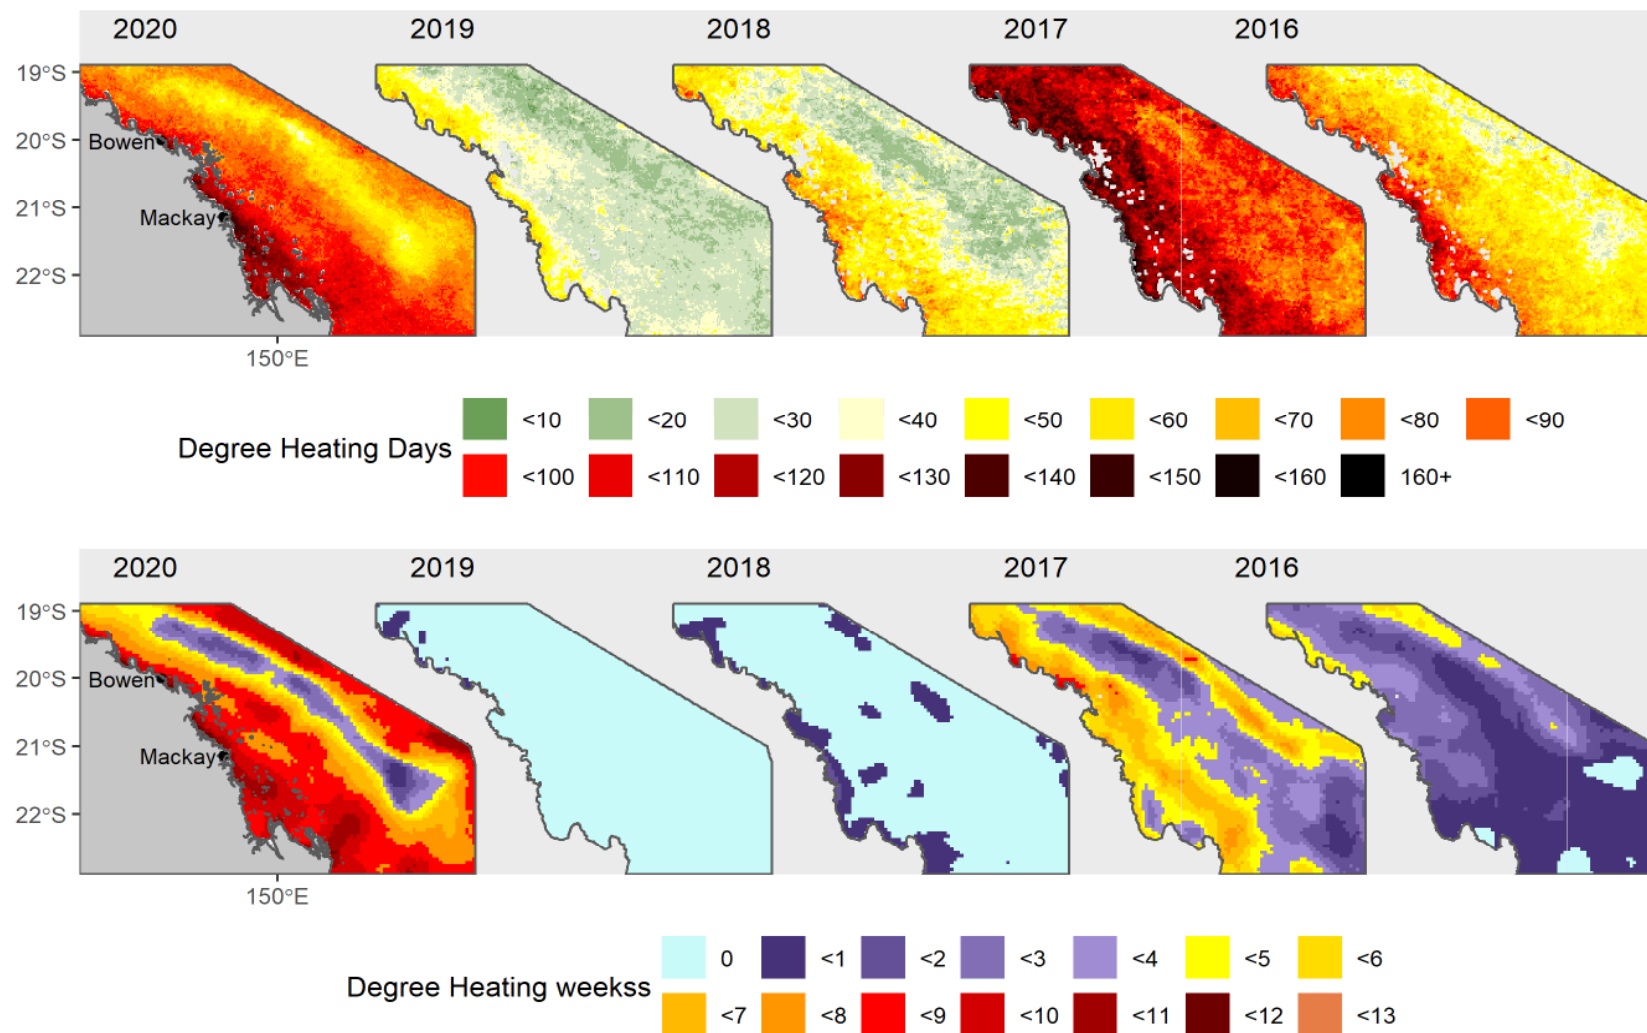 2020 2019 2018 2017 2016
19°S
20°S
Bowen
21°S
Mackay
22°S
150°E
Degree Heating Days
<10 <20 <30 <40 <50 <60 <70 <80 <90
<100 <110 <120 <130 <140 <150 <160 160+
2020 2019 2018 2017 2016
19°S
20°S
Bowen
21°S
Mackay
22°S
150°E
Degree Heating weekss
0 <1 <2 <3 <4 <5 <6
<7 <8 <9 <10 <11 <12 <13